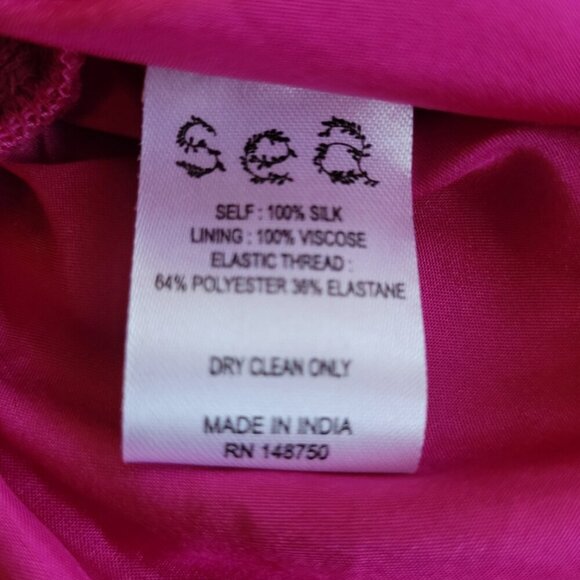 sea
SELF : 100% SILK
LINING : 100% VISCOSE
ELASTIC THREAD :
64% POLYESTER 36% ELASTANE
DRY CLEAN ONLY
MADE IN INDIA
RN 148750